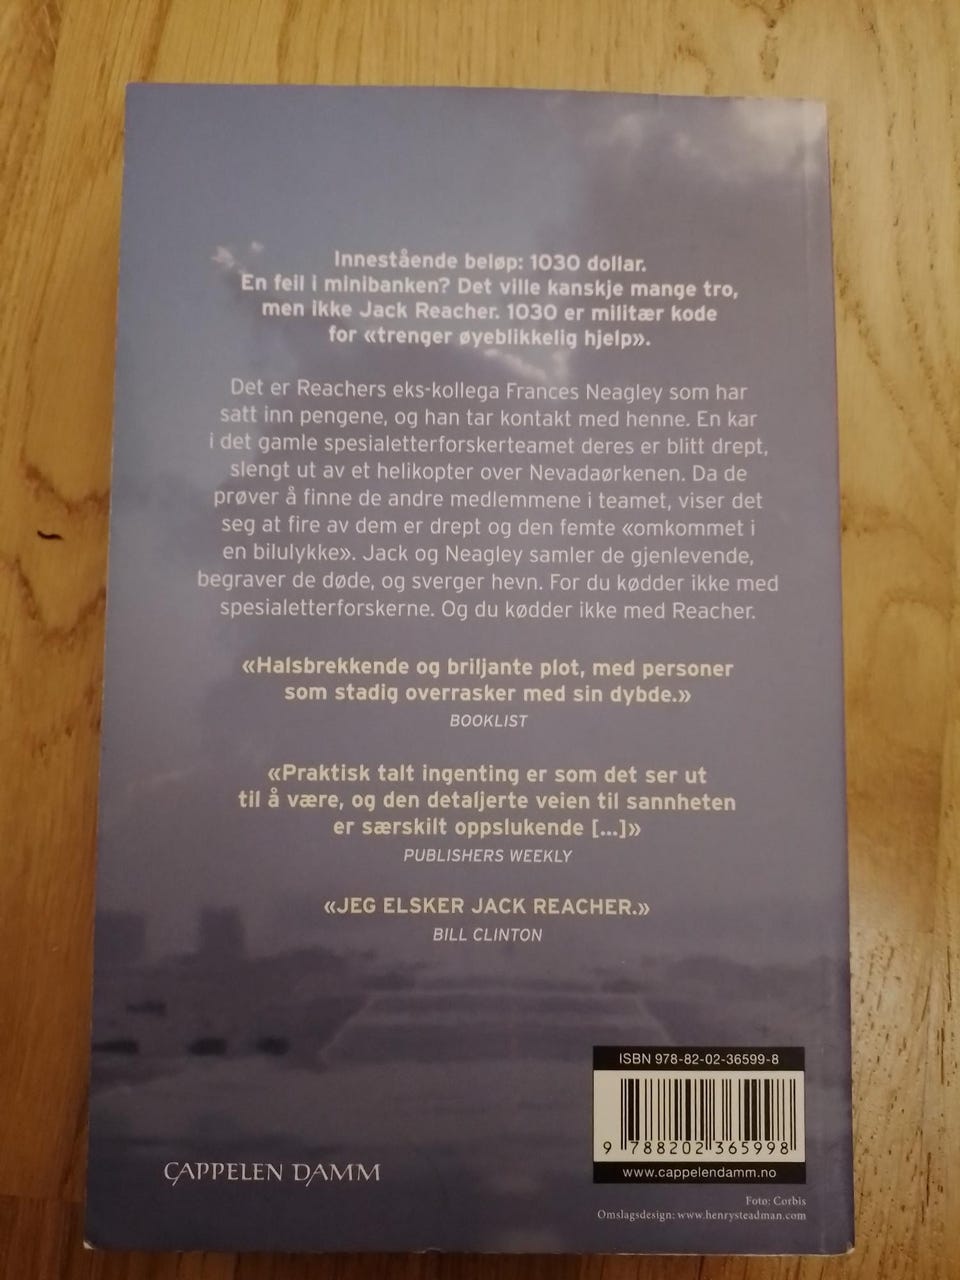 Innestående beløp: 1030 dollar.
En feil i minibanken? Det ville kanskje mange tro,
men ikke Jack Reacher. 1030 er militær kode
for «trenger øyeblikkelig hjelp».
Det er Reachers eks-kollega Frances Neagley som har
satt inn pengene, og han tar kontakt med henne. En kar
i det gamle spesialetterforskerteamet deres er blitt drept,
slengt ut av et helikopter over Nevadaørkenen. Da de
prøver å finne de andre medlemmene i teamet, viser det
seg at fire av dem er drept og den femte «omkommet i
en bilulykke». Jack og Neagley samler de gjenlevende,
begraver de døde, og sverger hevn. For du kødder ikke med
spesialetterforskerne. Og du kødder ikke med Reacher.
«Halsbrekkende og briljante plot, med personer
som stadig overrasker med sin dybde.»
BOOKLIST
«Praktisk talt ingenting er som det ser ut
til å være, og den detaljerte veien til sannheten
er særskilt oppslukende [...]»
PUBLISHERS WEEKLY
«JEG ELSKER JACK REACHER.»
BILL CLINTON
ISBN 978-82-02-36599-8
9 788202 365998
www.cappelendamm.no
CAPPELEN DAMM
Foto: Corbis
Omslagsdesign: www.henrysteadman.com